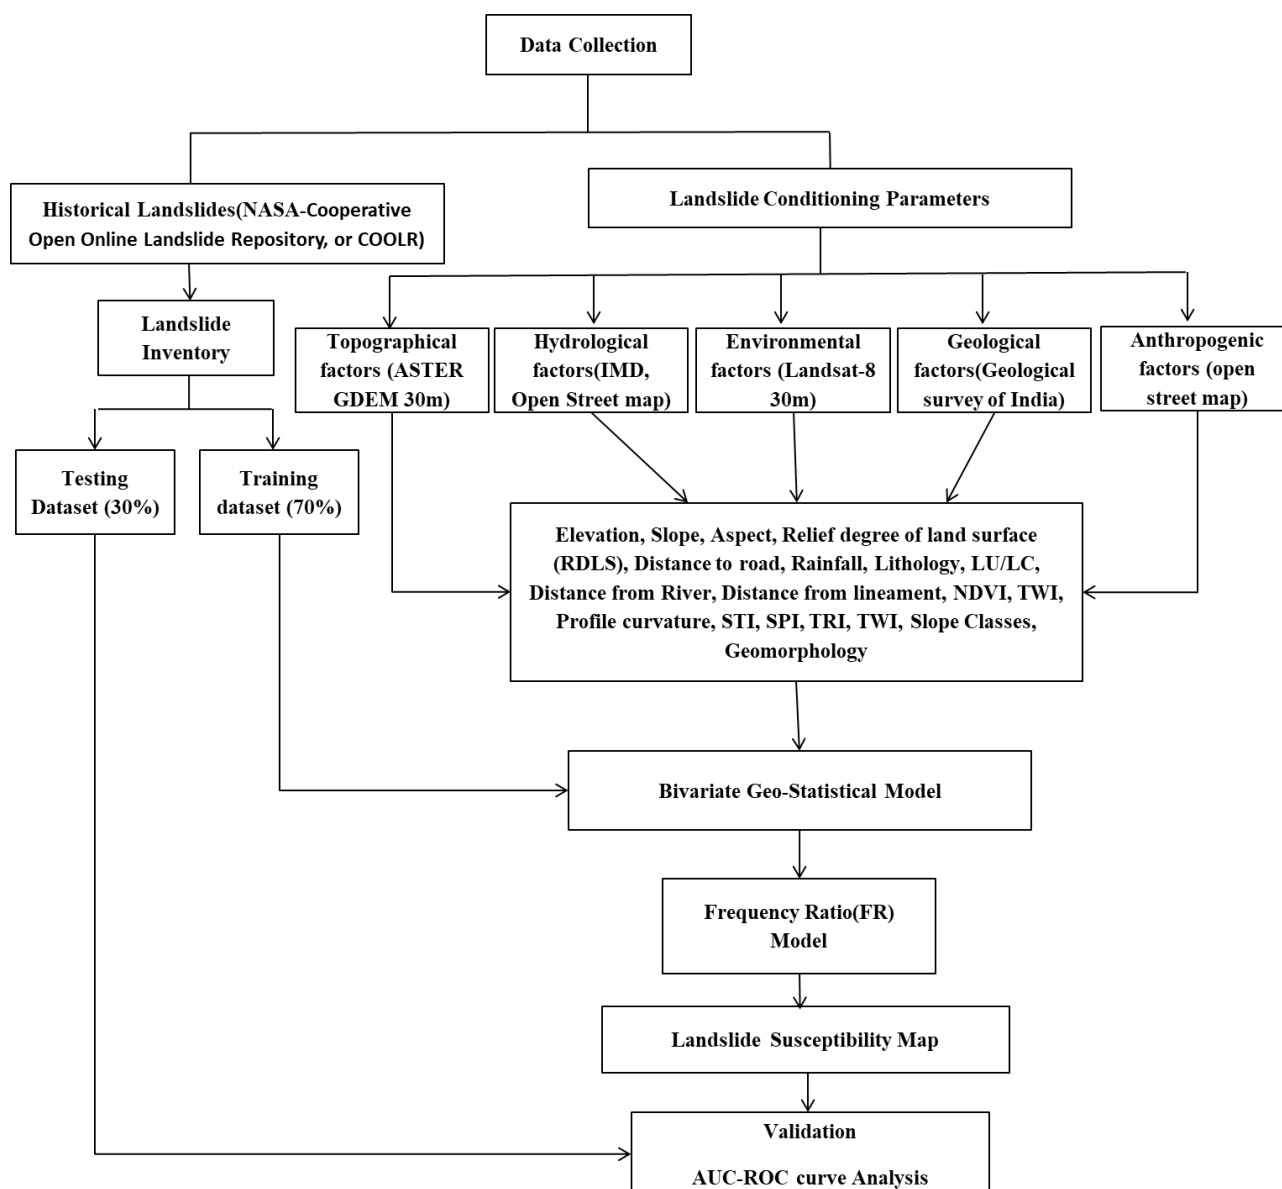 Data Collection
Historical Landslides(NASA-Cooperative
Open Online Landslide Repository, or COOLR)
Landslide Conditioning Parameters
Landslide
Inventory
Topographical
factors (ASTER
GDEM 30m)
Hydrological
factors(IMD,
Open Street map)
Environmental
factors (Landsat-8
30m)
Geological
factors(Geological
survey of India)
Anthropogenic
factors (open
street map)
Testing
Dataset (30%)
Training
dataset (70%)
Elevation, Slope, Aspect, Relief degree of land surface
(RDLS), Distance to road, Rainfall, Lithology, LU/LC,
Distance from River, Distance from lineament, NDVI, TWI,
Profile curvature, STI, SPI, TRI, TWI, Slope Classes,
Geomorphology
Bivariate Geo-Statistical Model
Frequency Ratio(FR)
Model
Landslide Susceptibility Map
Validation
AUC-ROC curve Analysis